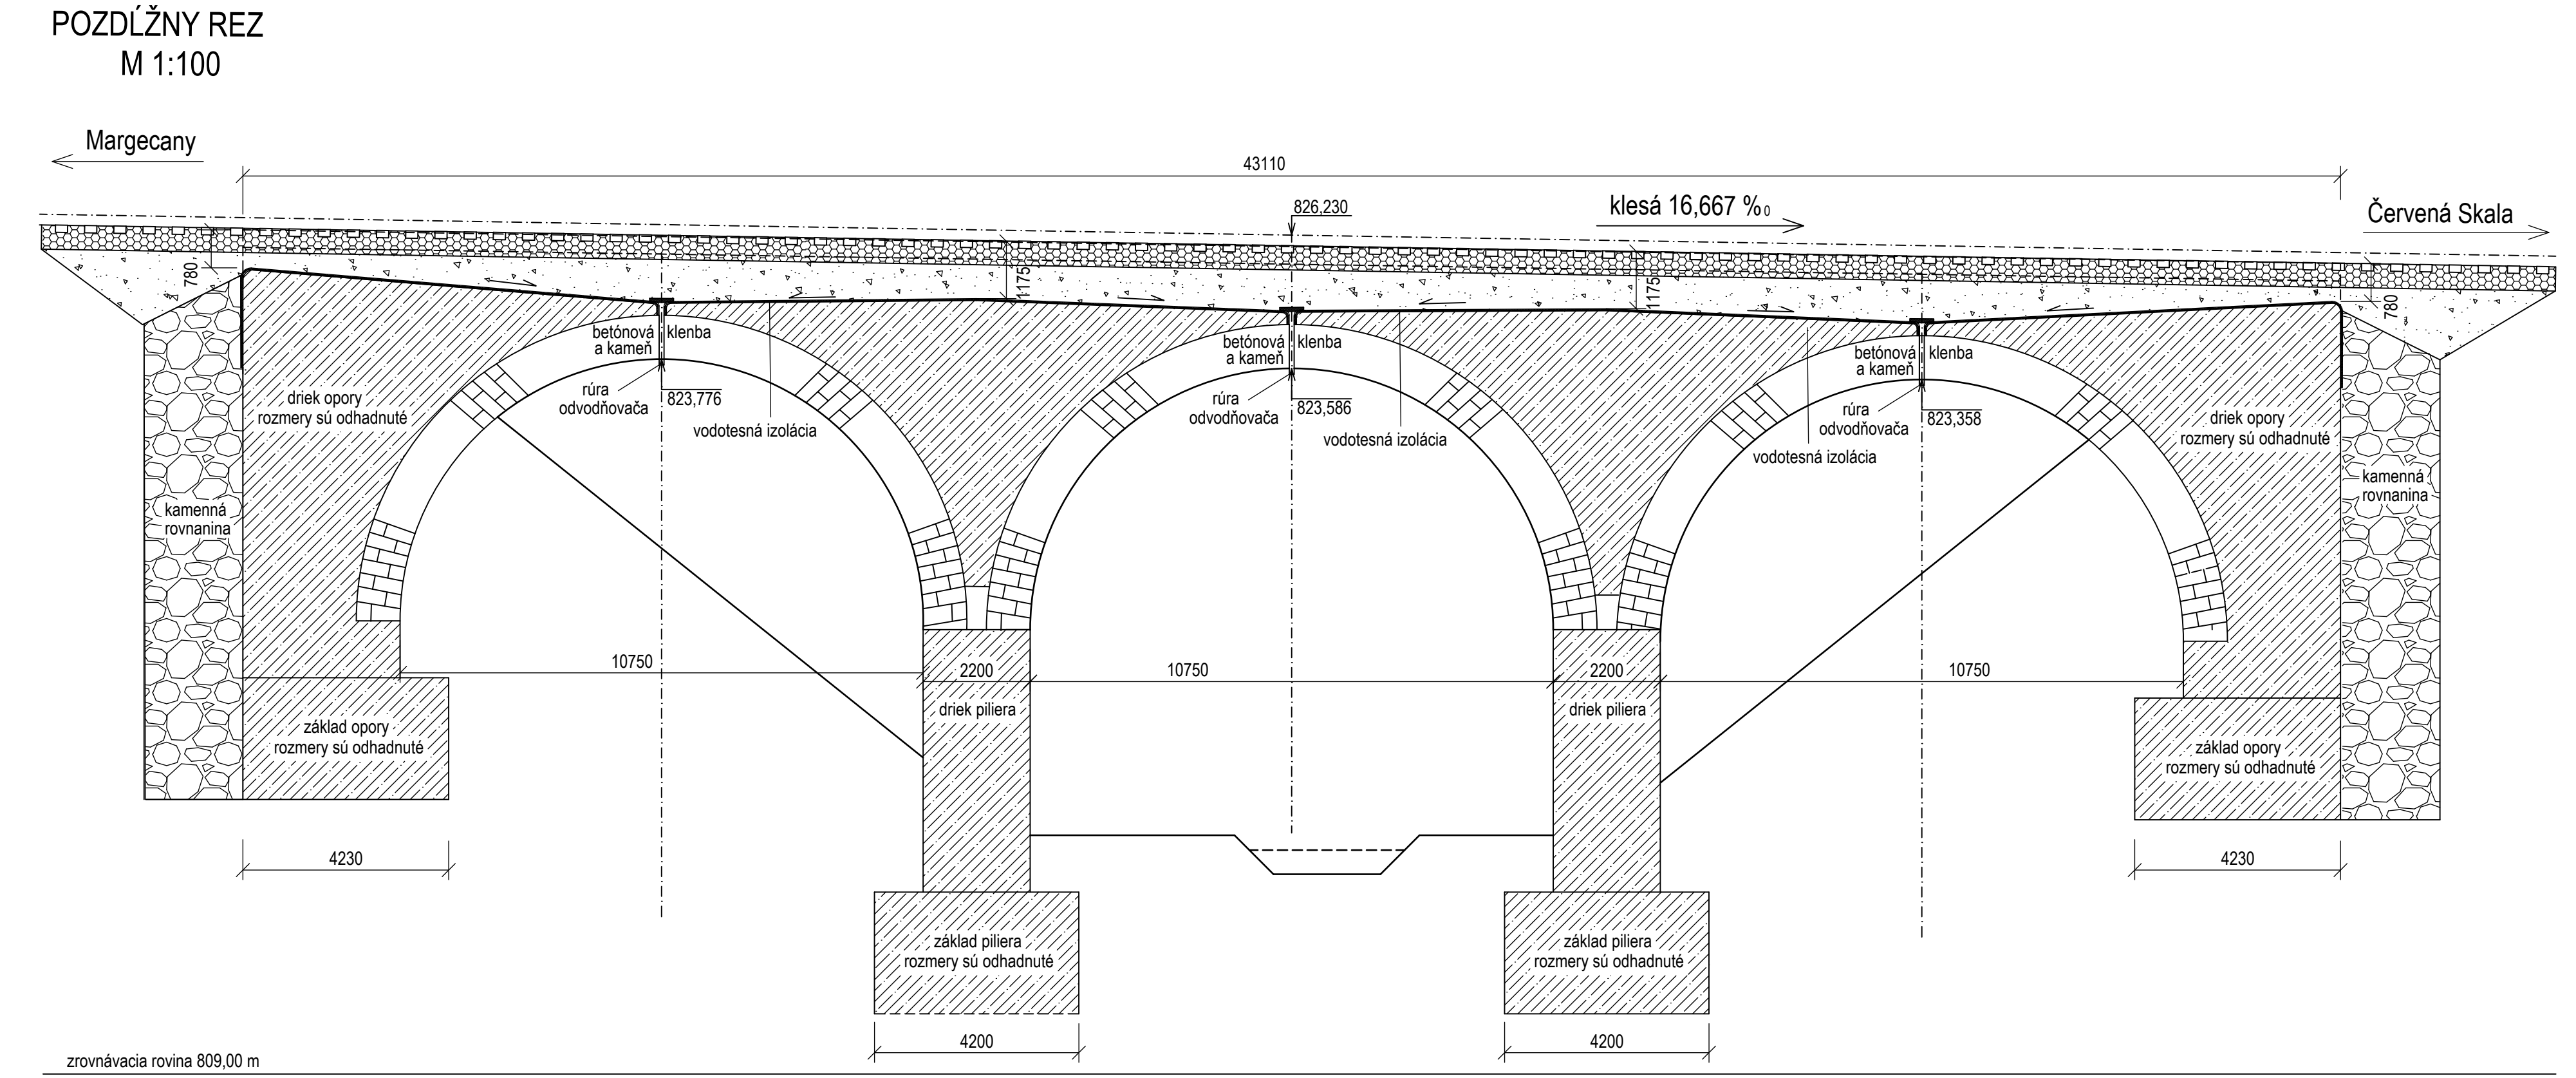 POZDĹŽNY REZ
M 1:100
Margecany
43110
826,230
klesá 16,667 ‰
Červená Skala
780
1175
1175
780
betónová klenba
a kameň
rúra
odvodňovača
823,776
vodotesná izolácia
betónová klenba
a kameň
rúra
odvodňovača
823,586
vodotesná izolácia
betónová klenba
a kameň
rúra
odvodňovača
823,358
vodotesná izolácia
driek opory
rozmery sú odhadnuté
driek opory
rozmery sú odhadnuté
kamenná
rovnanina
kamenná
rovnanina
10750
2200
10750
2200
10750
driek piliera
driek piliera
základ opory
rozmery sú odhadnuté
základ opory
rozmery sú odhadnuté
4230
4230
základ piliera
rozmery sú odhadnuté
základ piliera
rozmery sú odhadnuté
4200
4200
zrovnávacia rovina 809,00 m